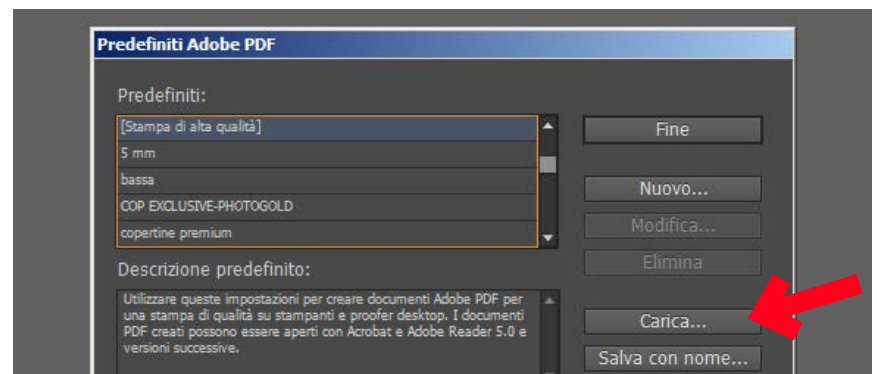 Predefiniti Adobe PDF
Predefiniti:
[Stampa di alta qualità]
5 mm
bassa
COP EXCLUSIVE-PHOTOGOLD
copertine premium
Fine
Nuovo...
Modifica...
Elimina
Descrizione predefinito:
Utilizzare queste impostazioni per creare documenti Adobe PDF per
una stampa di qualità su stampanti e proofer desktop. I documenti
PDF creati possono essere aperti con Acrobat e Adobe Reader 5.0 e
versioni successive.
Carica...
Salva con nome...